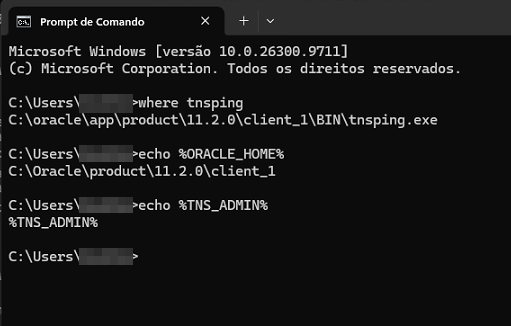 Prompt de Comando
Microsoft Windows [versão 10.0.26300.9711]
(c) Microsoft Corporation. Todos os direitos reservados.
C:\Users\>where tnsping
C:\oracle\app\product\11.2.0\client_1\BIN\tnsping.exe
C:\Users\>echo %ORACLE_HOME%
C:\Oracle\product\11.2.0\client_1
C:\Users\>echo %TNS_ADMIN%
%TNS_ADMIN%
C:\Users\>